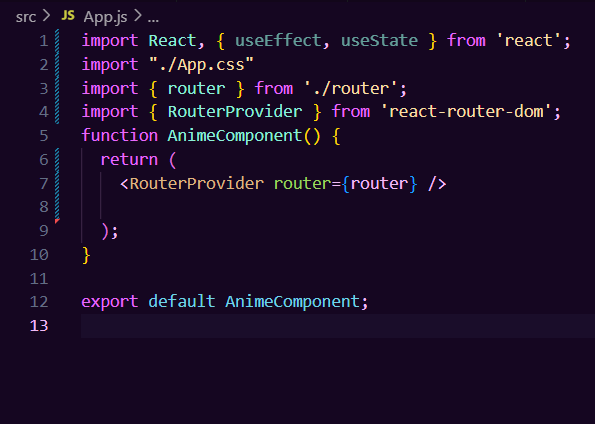 src > JS App.js > ...
1 import React, { useEffect, useState } from 'react';
2 import "./App.css"
3 import { router } from './router';
4 import { RouterProvider } from 'react-router-dom';
5 function AnimeComponent() {
6   return (
7     <RouterProvider router={router} />
8
9   );
10 }
11
12 export default AnimeComponent;
13